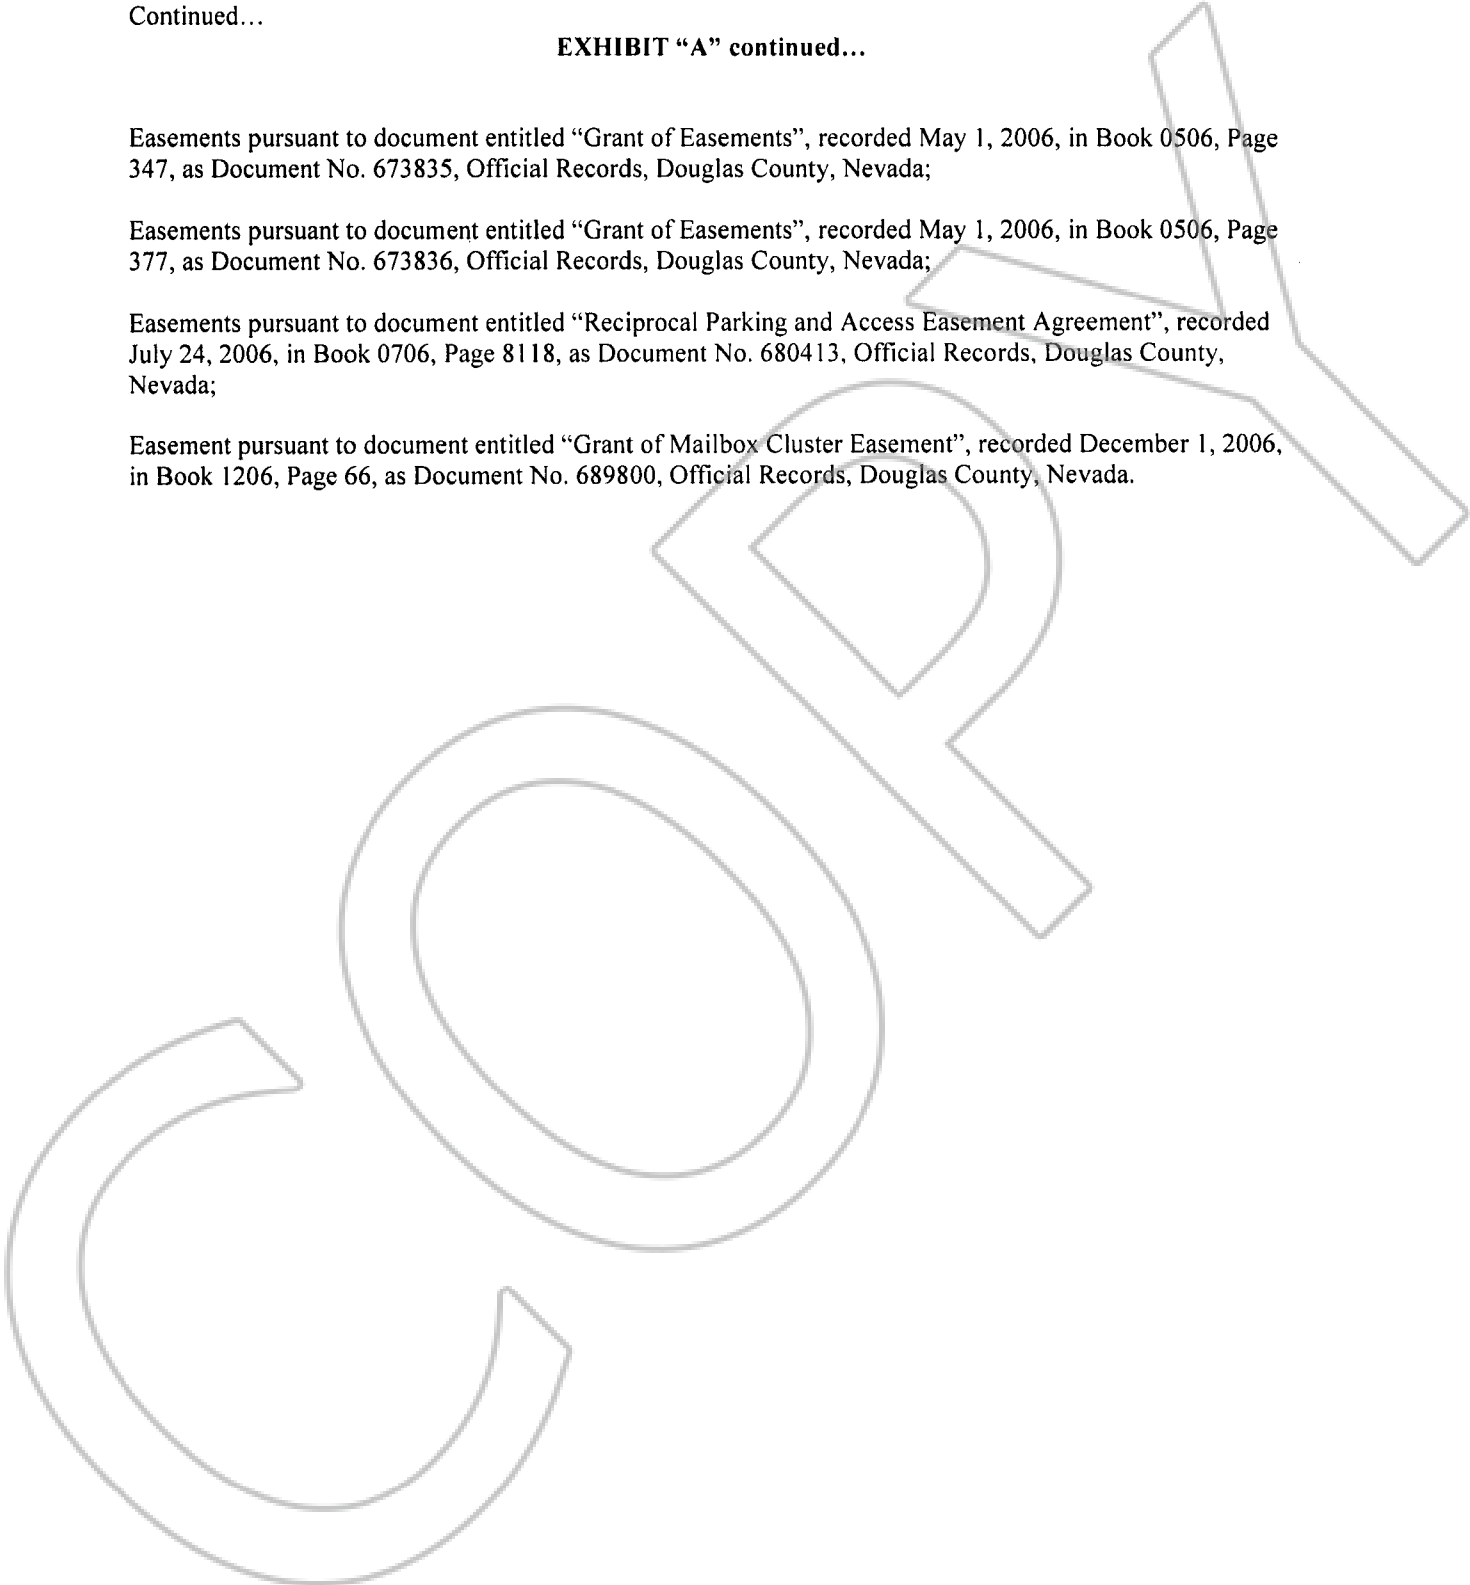 Continued...
EXHIBIT “A” continued...
Easements pursuant to document entitled “Grant of Easements”, recorded May 1, 2006, in Book 0506, Page
347, as Document No. 673835, Official Records, Douglas County, Nevada;
Easements pursuant to document entitled “Grant of Easements”, recorded May 1, 2006, in Book 0506, Page
377, as Document No. 673836, Official Records, Douglas County, Nevada;
Easements pursuant to document entitled “Reciprocal Parking and Access Easement Agreement”, recorded
July 24, 2006, in Book 0706, Page 8118, as Document No. 680413, Official Records, Douglas County,
Nevada;
Easement pursuant to document entitled “Grant of Mailbox Cluster Easement”, recorded December 1, 2006,
in Book 1206, Page 66, as Document No. 689800, Official Records, Douglas County, Nevada.
COPY